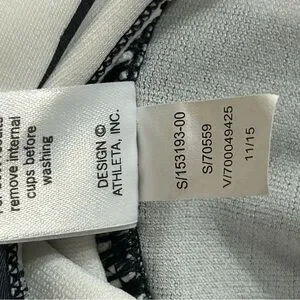 remove internal
cups before
washing
DESIGN ©
ATHLETA, INC.
S/153193-00
S/70559
V/700049425
11/15